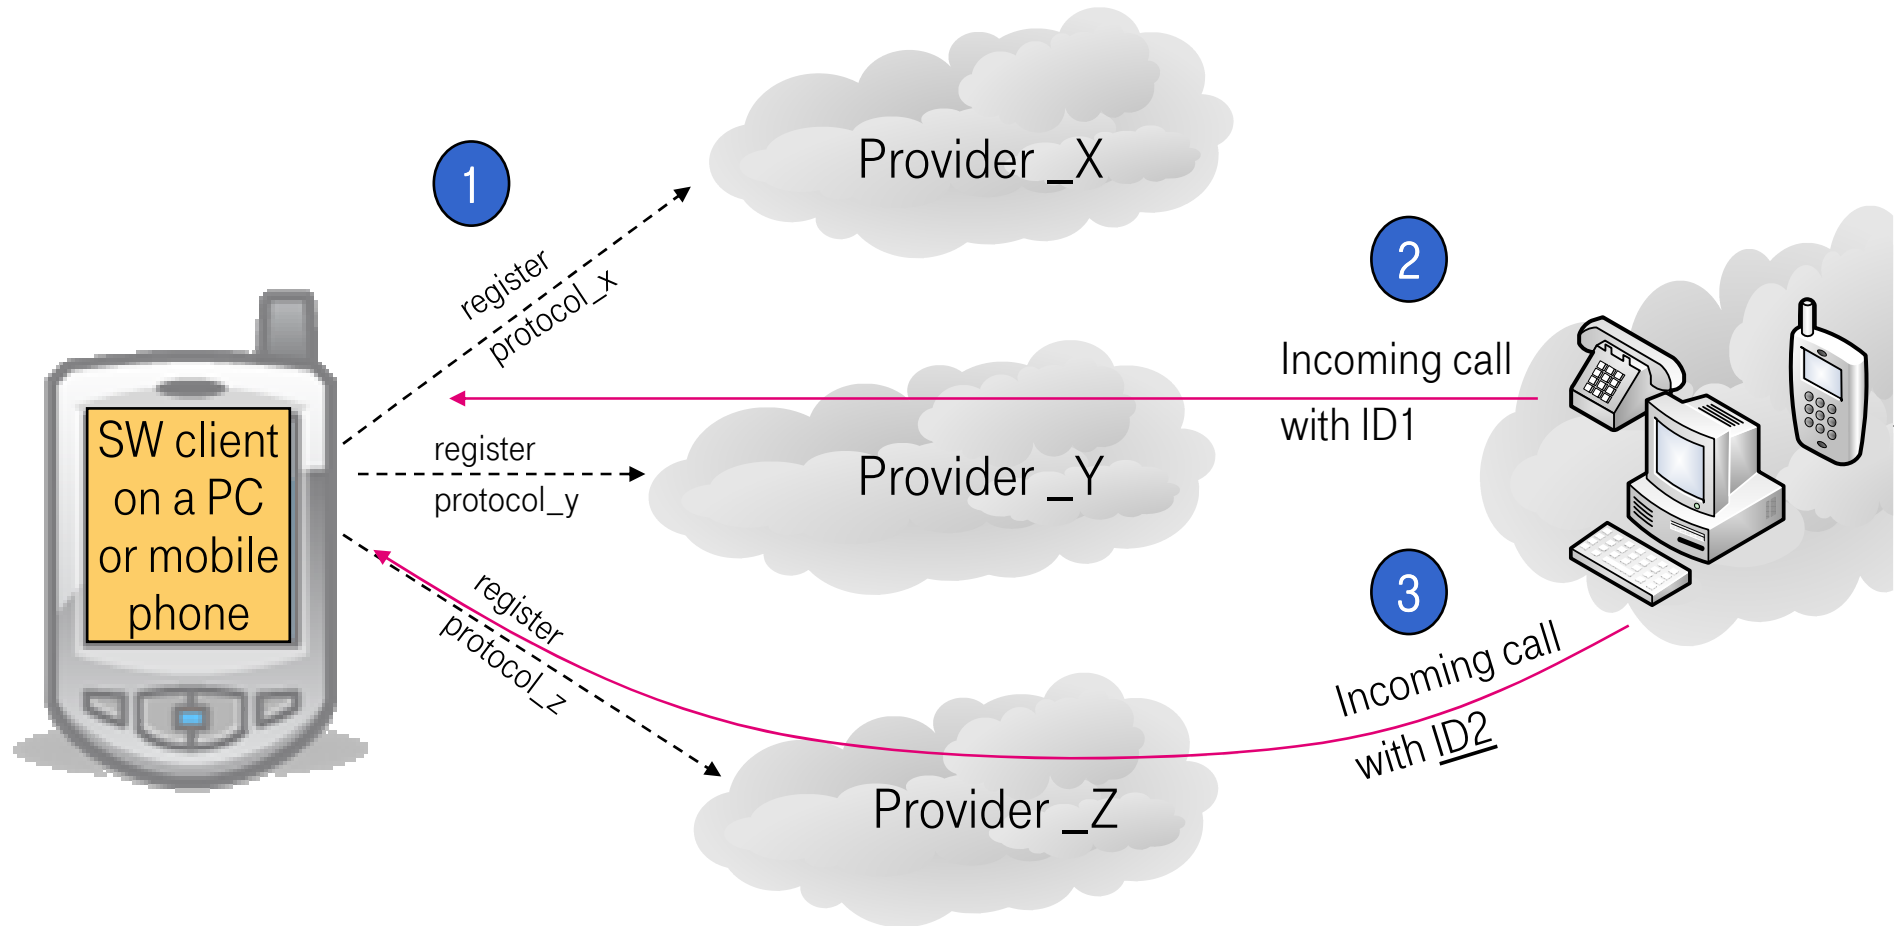 Provider _X
1
register
protocol_x
2
Incoming call
with ID1
SW client
on a PC
or mobile
phone
register
protocol_y
Provider _Y
3
register
protocol_z
Incoming call
with ID2
Provider _Z